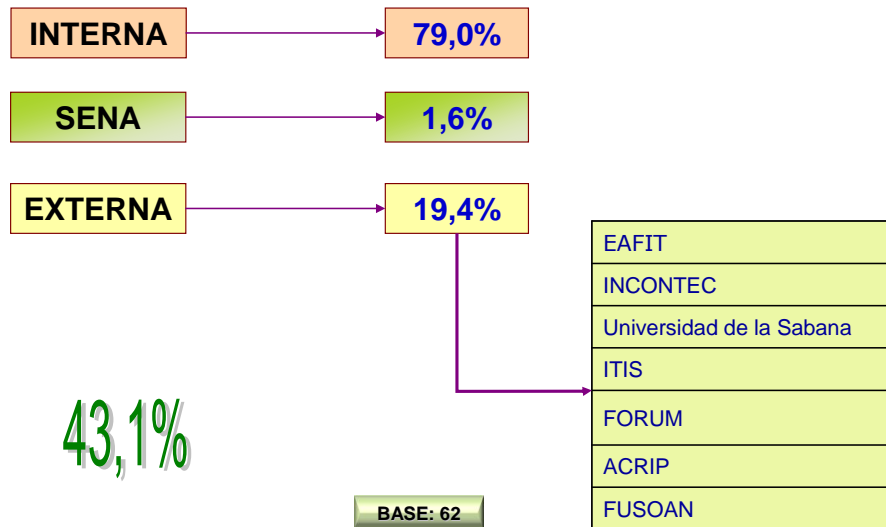 INTERNA 79,0%
SENA 1,6%
EXTERNA 19,4%
EAFIT
INCONTEC
Universidad de la Sabana
ITIS
FORUM
ACRIP
FUSOAN
43,1%
BASE: 62